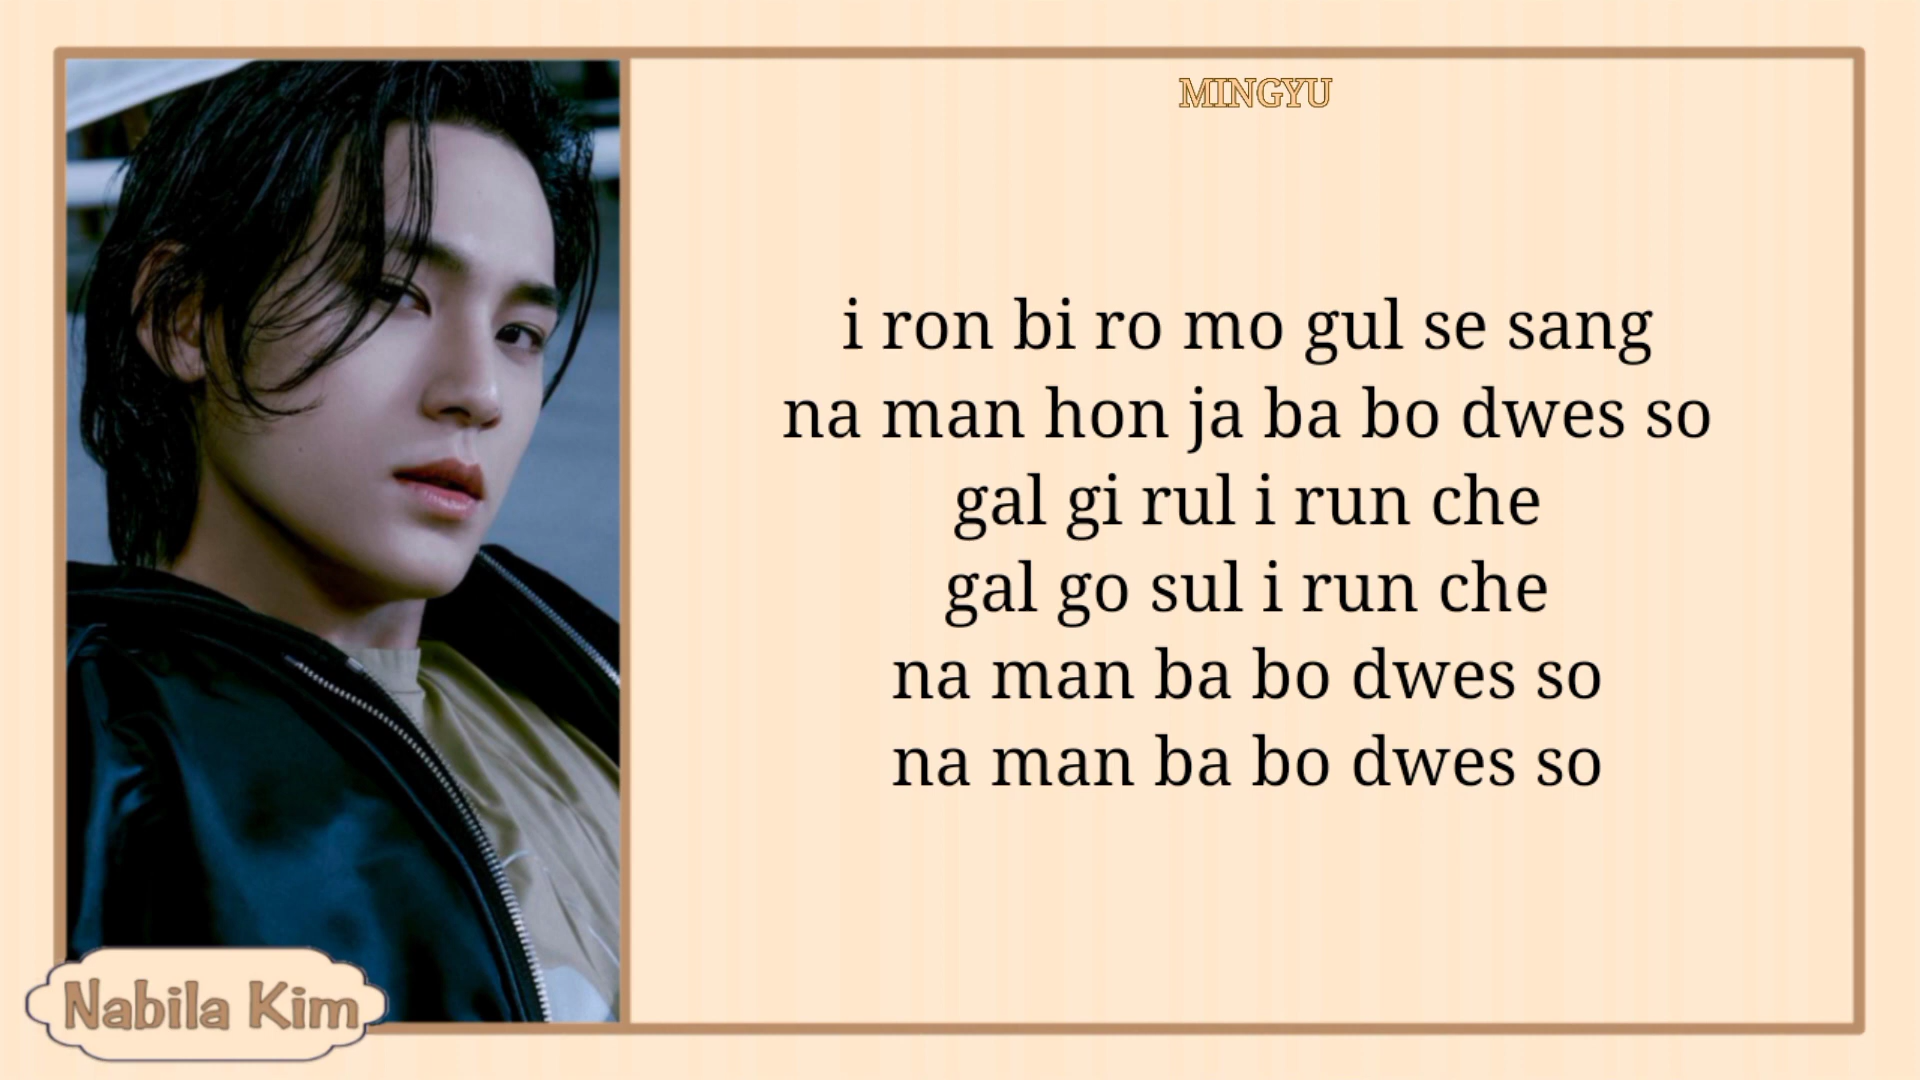 MINGYU
i ron bi ro mo gul se sang
na man hon ja ba bo dwes so
gal gi rul i run che
gal go sul i run che
na man ba bo dwes so
na man ba bo dwes so
Nabila Kim